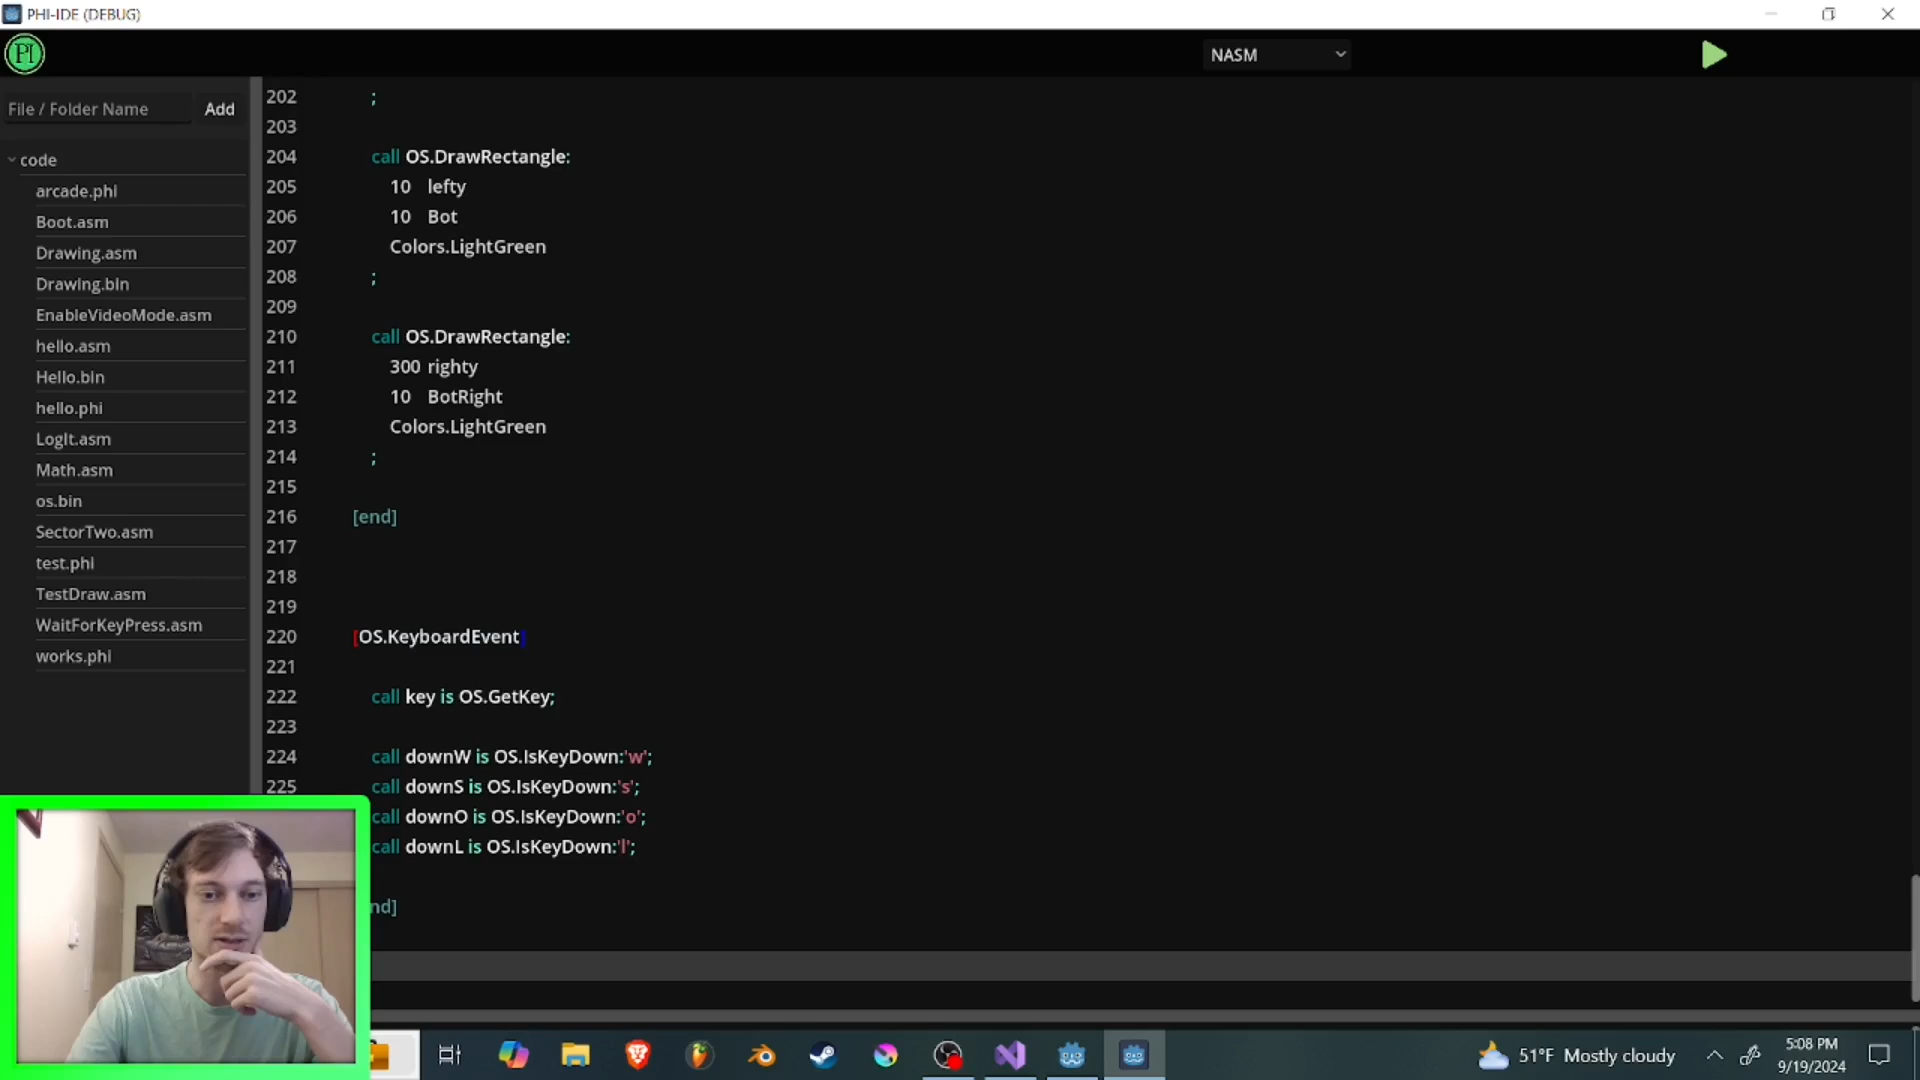 PHI-IDE (DEBUG)
PI
NASM
File / Folder Name
Add
code
arcade.phi
Boot.asm
Drawing.asm
Drawing.bin
EnableVideoMode.asm
hello.asm
Hello.bin
hello.phi
LogIt.asm
Math.asm
os.bin
SectorTwo.asm
test.phi
TestDraw.asm
WaitForKeyPress.asm
works.phi
202 ;
203
204 call OS.DrawRectangle:
205 10 lefty
206 10 Bot
207 Colors.LightGreen
208 ;
209
210 call OS.DrawRectangle:
211 300 righty
212 10 BotRight
213 Colors.LightGreen
214 ;
215
216 [end]
217
218
219
220 [OS.KeyboardEvent]
221
222 call key is OS.GetKey;
223
224 call downW is OS.IsKeyDown:'w';
225 call downS is OS.IsKeyDown:'s';
call downO is OS.IsKeyDown:'o';
call downL is OS.IsKeyDown:'l';
nd]
51°F Mostly cloudy
5:08 PM
9/19/2024